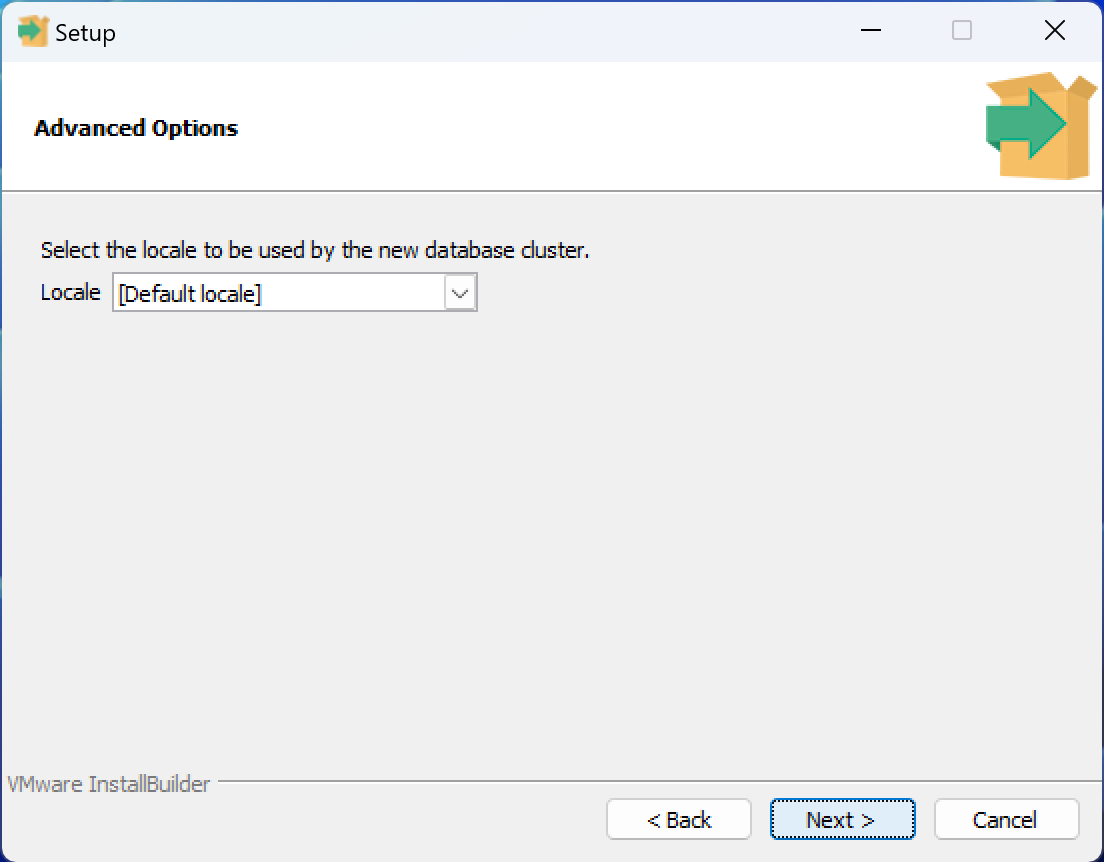 Setup
Advanced Options
Select the locale to be used by the new database cluster.
Locale [Default locale]
VMware InstallBuilder
< Back Next > Cancel